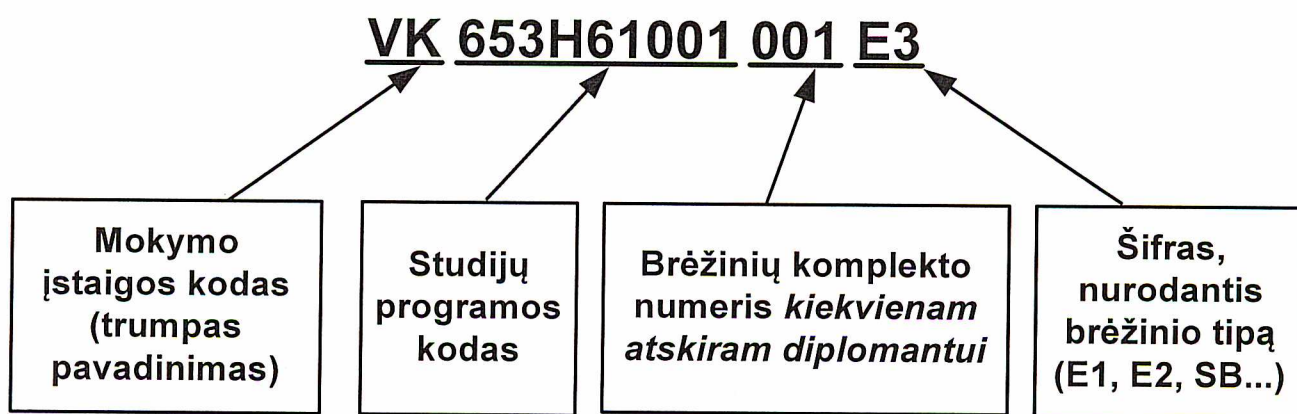 VK 653H61001 001 E3
Mokymo
įstaigos kodas
(trumpas
pavadinimas)
Studijų
programos
kodas
Brėžinių komplekto
numeris kiekvienam
atskiram diplomantui
Šifras,
nurodantis
brėžinio tipą
(E1, E2, SB...)